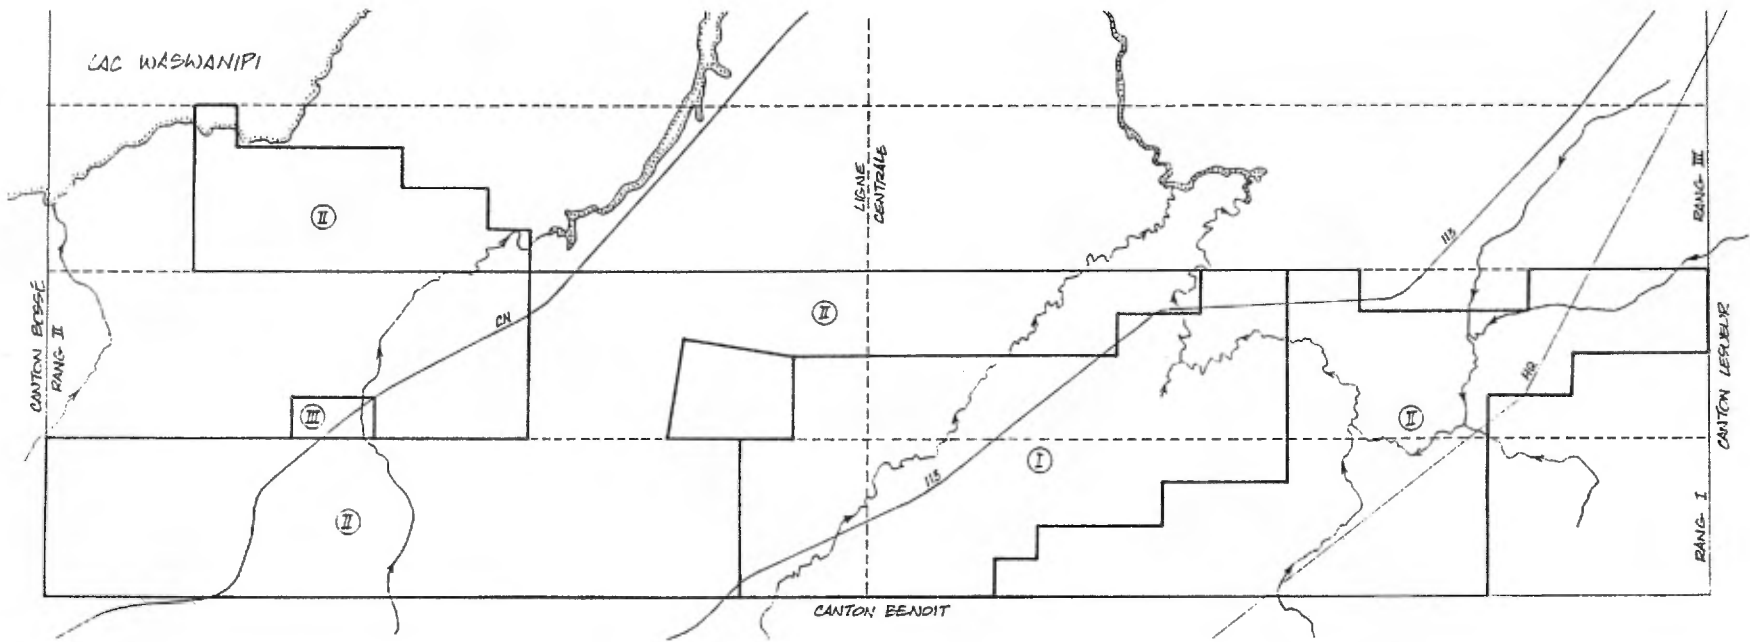 LAC WASWANIPI
LIGNE
CENTRALE
RANG III
II
113
CN
II
CANTON BOSSÉ
RANG II
HQ
CANTON LESUEUR
III
II
I
113
II
RANG I
CANTON BENOIT